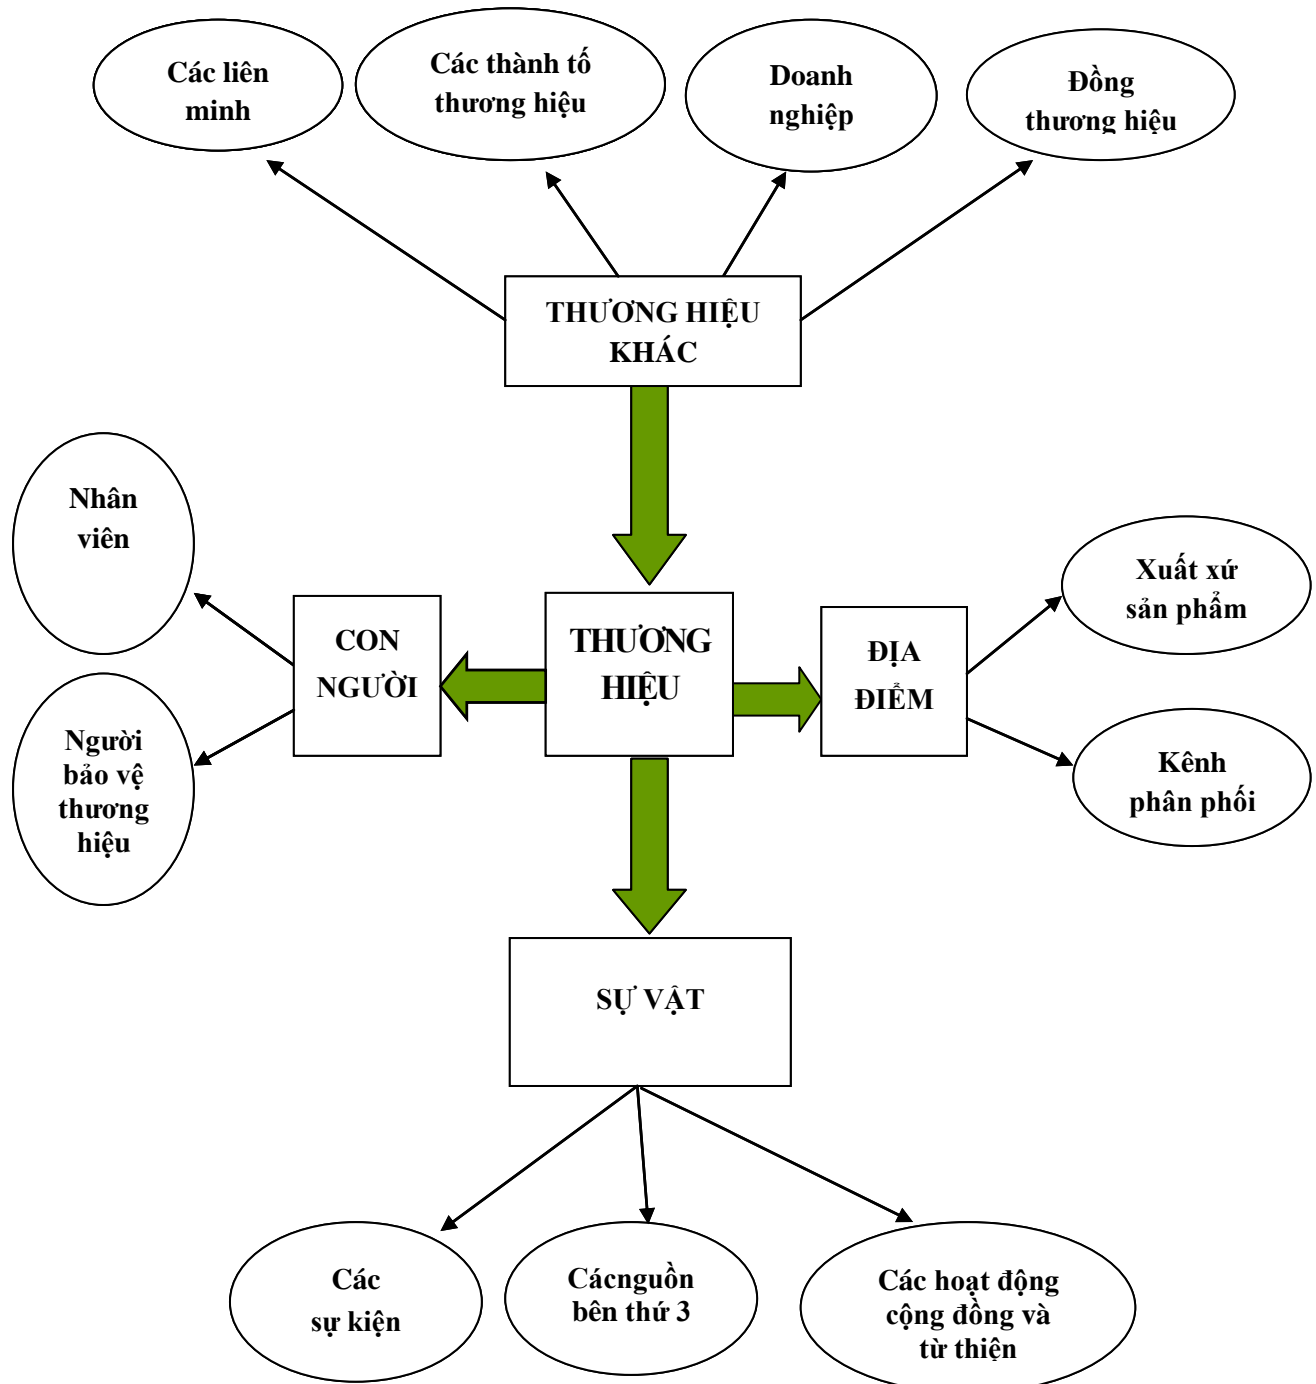 Các liên
minh
Các thành tố
thương hiệu
Doanh
nghiệp
Đồng
thương hiệu
THƯƠNG HIỆU
KHÁC
Nhân
viên
Xuất xứ
sản phẩm
CON
NGƯỜI
THƯƠNG
HIỆU
ĐỊA
ĐIỂM
Người
bảo vệ
thương
hiệu
Kênh
phân phối
SỰ VẬT
Các
sự kiện
Cácnguồn
bên thứ 3
Các hoạt động
cộng đồng và
từ thiện